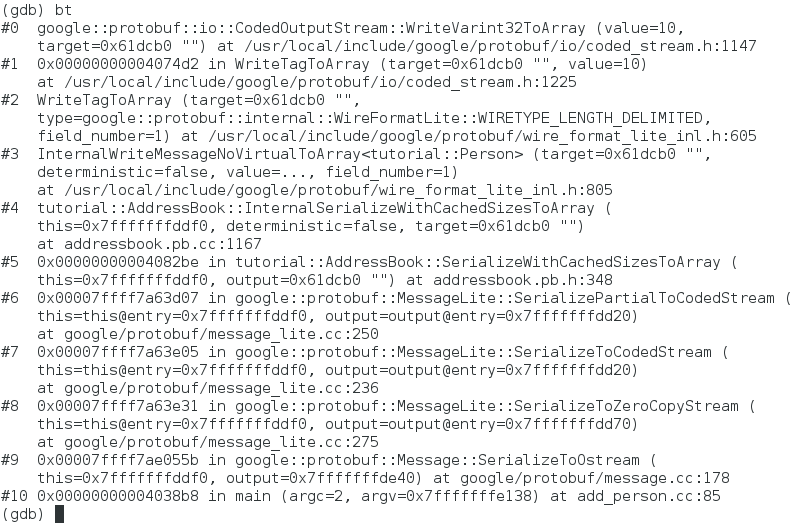 (gdb) bt
#0  google::protobuf::io::CodedOutputStream::WriteVarint32ToArray (value=10,
    target=0x61dcb0 "") at /usr/local/include/google/protobuf/io/coded_stream.h:1147
#1  0x00000000004074d2 in WriteTagToArray (target=0x61dcb0 "", value=10)
    at /usr/local/include/google/protobuf/io/coded_stream.h:1225
#2  WriteTagToArray (target=0x61dcb0 "",
    type=google::protobuf::internal::WireFormatLite::WIRETYPE_LENGTH_DELIMITED,
    field_number=1) at /usr/local/include/google/protobuf/wire_format_lite_inl.h:605
#3  InternalWriteMessageNoVirtualToArray<tutorial::Person> (target=0x61dcb0 "",
    deterministic=false, value=..., field_number=1)
    at /usr/local/include/google/protobuf/wire_format_lite_inl.h:805
#4  tutorial::AddressBook::InternalSerializeWithCachedSizesToArray (
    this=0x7fffffffddf0, deterministic=false, target=0x61dcb0 "")
    at addressbook.pb.cc:1167
#5  0x00000000004082be in tutorial::AddressBook::SerializeWithCachedSizesToArray (
    this=0x7fffffffddf0, output=0x61dcb0 "") at addressbook.pb.h:348
#6  0x00007ffff7a63d07 in google::protobuf::MessageLite::SerializePartialToCodedStream (
    this=this@entry=0x7fffffffddf0, output=output@entry=0x7fffffffdd20)
    at google/protobuf/message_lite.cc:250
#7  0x00007ffff7a63e05 in google::protobuf::MessageLite::SerializeToCodedStream (
    this=this@entry=0x7fffffffddf0, output=output@entry=0x7fffffffdd20)
    at google/protobuf/message_lite.cc:236
#8  0x00007ffff7a63e31 in google::protobuf::MessageLite::SerializeToZeroCopyStream (
    this=this@entry=0x7fffffffddf0, output=output@entry=0x7fffffffdd70)
    at google/protobuf/message_lite.cc:275
#9  0x00007ffff7ae055b in google::protobuf::Message::SerializeToOstream (
    this=0x7fffffffddf0, output=0x7fffffffde40) at google/protobuf/message.cc:178
#10 0x00000000004038b8 in main (argc=2, argv=0x7fffffffe138) at add_person.cc:85
(gdb)